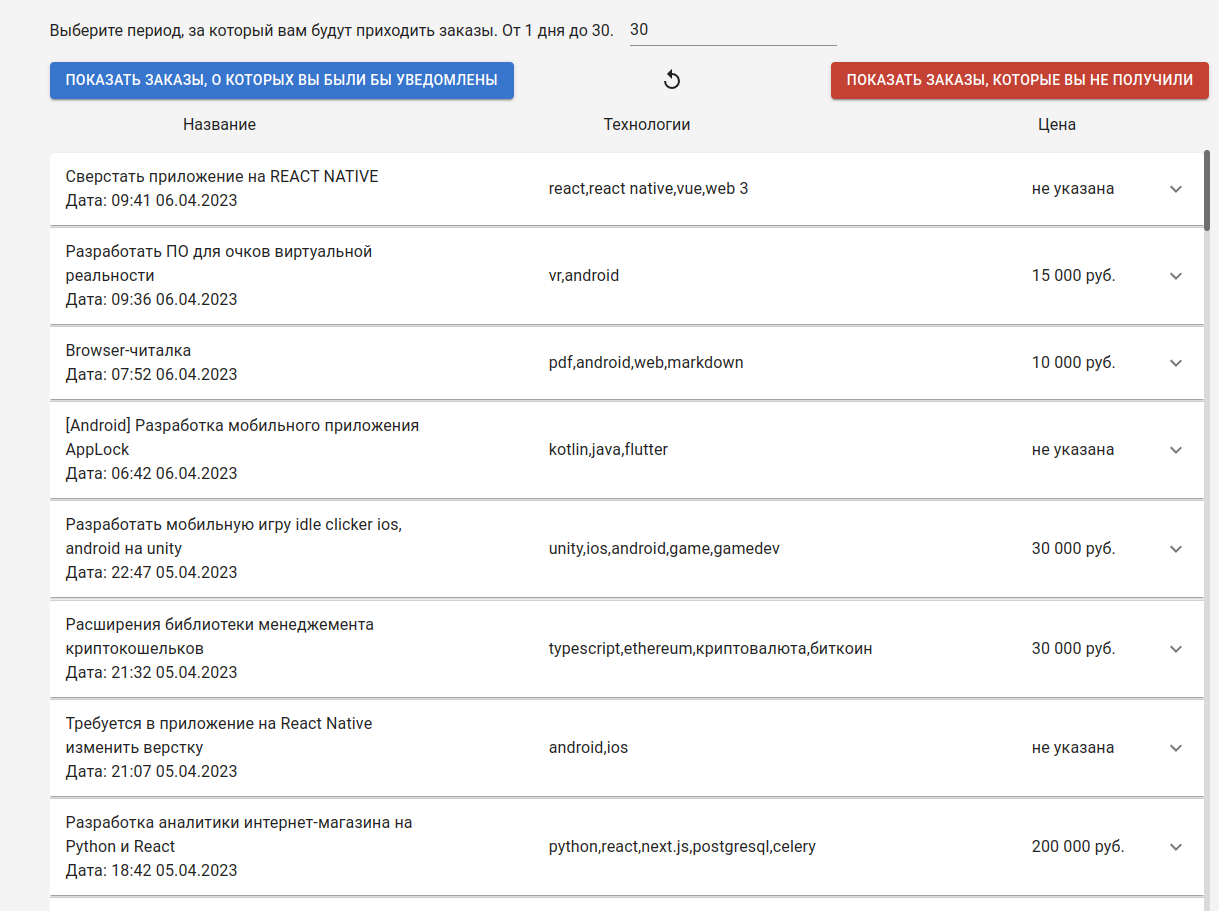 Выберите период, за который вам будут приходить заказы. От 1 дня до 30. 30
ПОКАЗАТЬ ЗАКАЗЫ, О КОТОРЫХ ВЫ БЫЛИ БЫ УВЕДОМЛЕНЫ ПОКАЗАТЬ ЗАКАЗЫ, КОТОРЫЕ ВЫ НЕ ПОЛУЧИЛИ
Название Технологии Цена
Сверстать приложение на REACT NATIVE
Дата: 09:41 06.04.2023
react,react native,vue,web 3
не указана
Разработать ПО для очков виртуальной
реальности
Дата: 09:36 06.04.2023
vr,android
15 000 руб.
Browser-читалка
Дата: 07:52 06.04.2023
pdf,android,web,markdown
10 000 руб.
[Android] Разработка мобильного приложения
AppLock
Дата: 06:42 06.04.2023
kotlin,java,flutter
не указана
Разработать мобильную игру idle clicker ios,
android на unity
Дата: 22:47 05.04.2023
unity,ios,android,game,gamedev
30 000 руб.
Расширения библиотеки менеджемента
криптокошельков
Дата: 21:32 05.04.2023
typescript,ethereum,криптовалюта,биткоин
30 000 руб.
Требуется в приложение на React Native
изменить верстку
Дата: 21:07 05.04.2023
android,ios
не указана
Разработка аналитики интернет-магазина на
Python и React
Дата: 18:42 05.04.2023
python,react,next.js,postgresql,celery
200 000 руб.